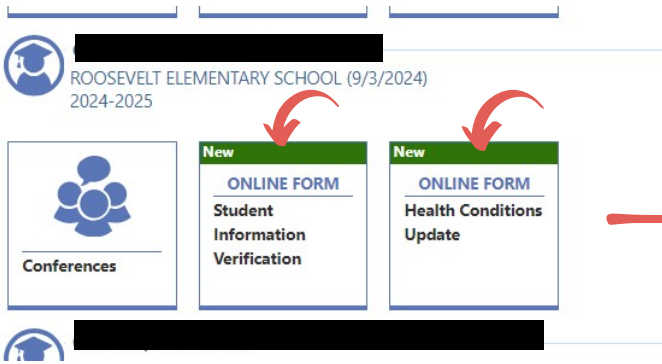 ROOSEVELT ELEMENTARY SCHOOL (9/3/2024)
2024-2025
New
New
ONLINE FORM
ONLINE FORM
Student
Information
Verification
Health Conditions
Update
Conferences